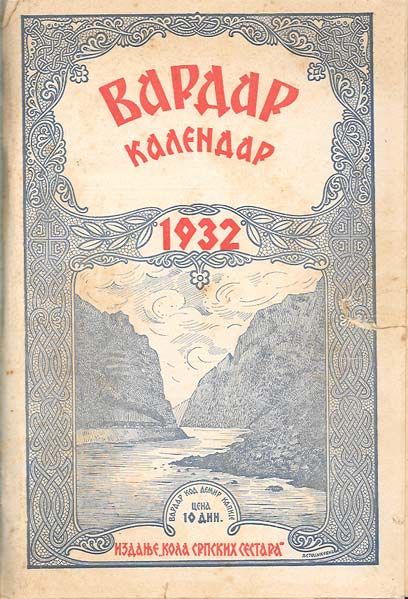 ВАРДАР
КАЛЕНДАР
1932
ВАРДАР КОД ДЕМИР КАПИЈЕ
ЦЕНА
10 ДИН.
ИЗДАЊЕ „КОЛА СРПСКИХ СЕСТАРА“